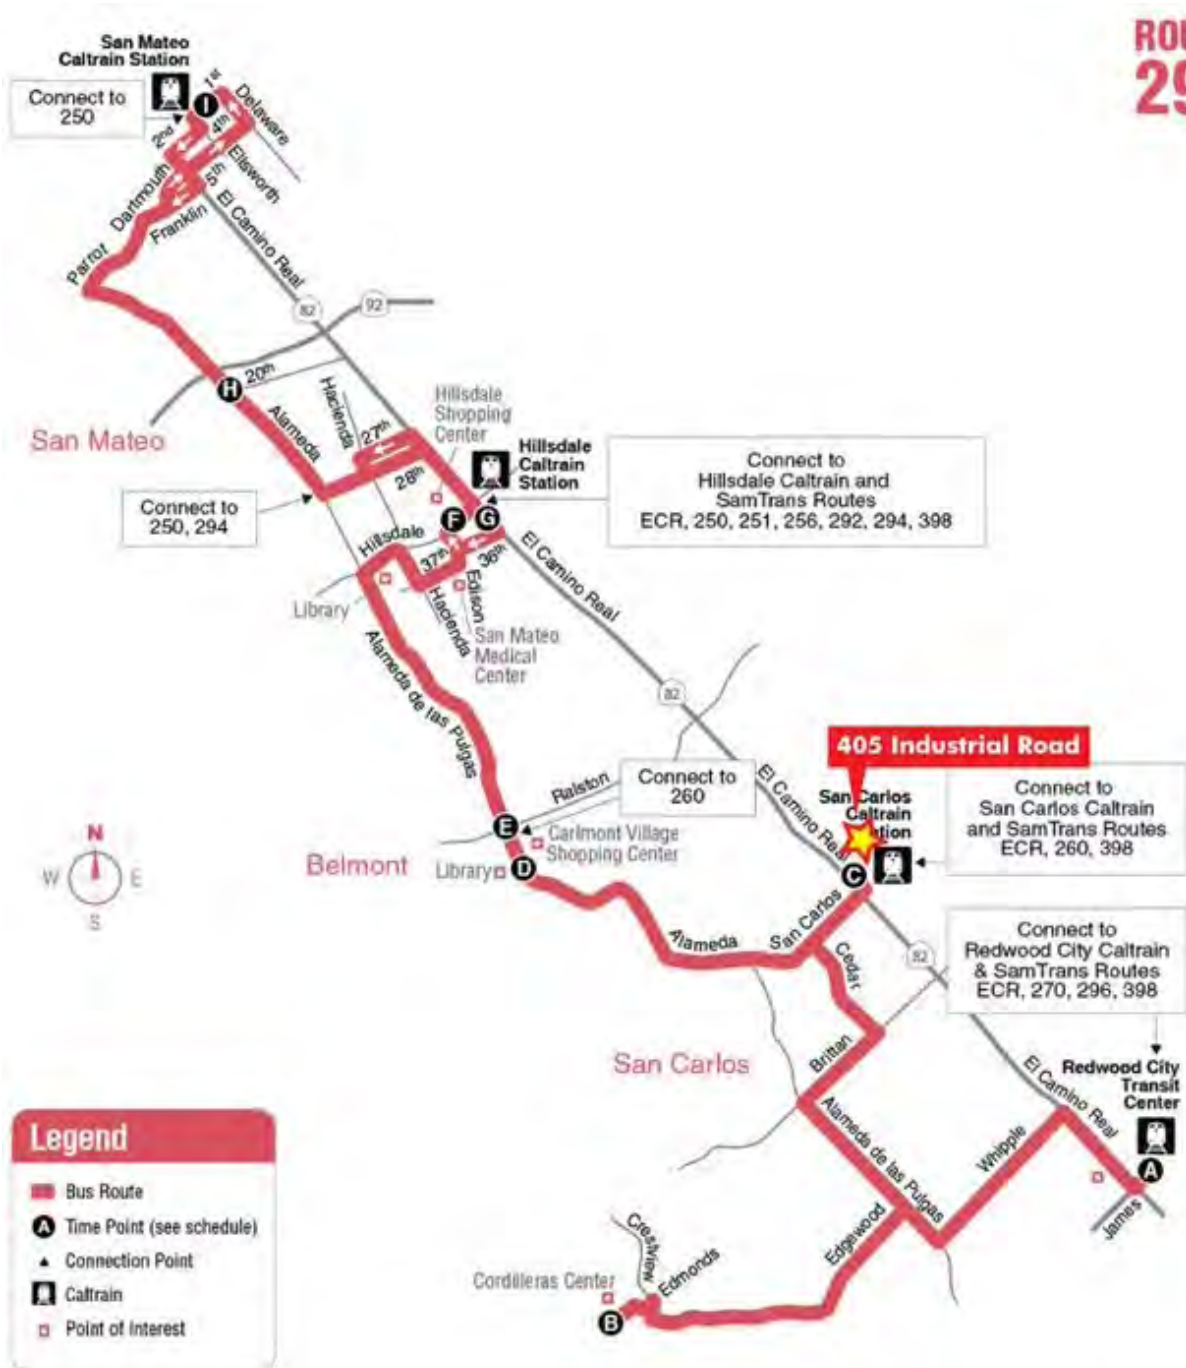 ROU
29
San Mateo
Caltrain Station
Connect to
250
I
1st
Delaware
2nd
4th
Ellsworth
5th
Dartmouth
Franklin
Parrot
El Camino Real
82
92
H
20th
San Mateo
Alameda
Hacienda
27th
28th
Hillsdale
Shopping
Center
Hillsdale
Caltrain
Station
Connect to
Hillsdale Caltrain and
SamTrans Routes
ECR, 250, 251, 256, 292, 294, 398
Connect to
250, 294
F
G
Hillsdale
37th
36th
Edison
Hacienda
El Camino Real
Library
San Mateo
Medical
Center
Alameda de las Pulgas
82
405 Industrial Road
Ralston
Connect to
260
El Camino Real
San Carlos
Caltrain
ation
Connect to
San Carlos Caltrain
and SamTrans Routes
ECR, 260, 398
E
Carlmont Village
Shopping Center
Belmont
Library
D
C
N
W
E
S
Alameda
San Carlos
Cedar
82
Connect to
Redwood City Caltrain
& SamTrans Routes
ECR, 270, 296, 398
San Carlos
Brittan
El Camino Real
Redwood City
Transit
Center
A
Alameda de las Pulgas
Whipple
James
Edgewood
Crestview
Edmonds
Cordilleras Center
B
Legend
Bus Route
A Time Point (see schedule)
Connection Point
Caltrain
Point of Interest